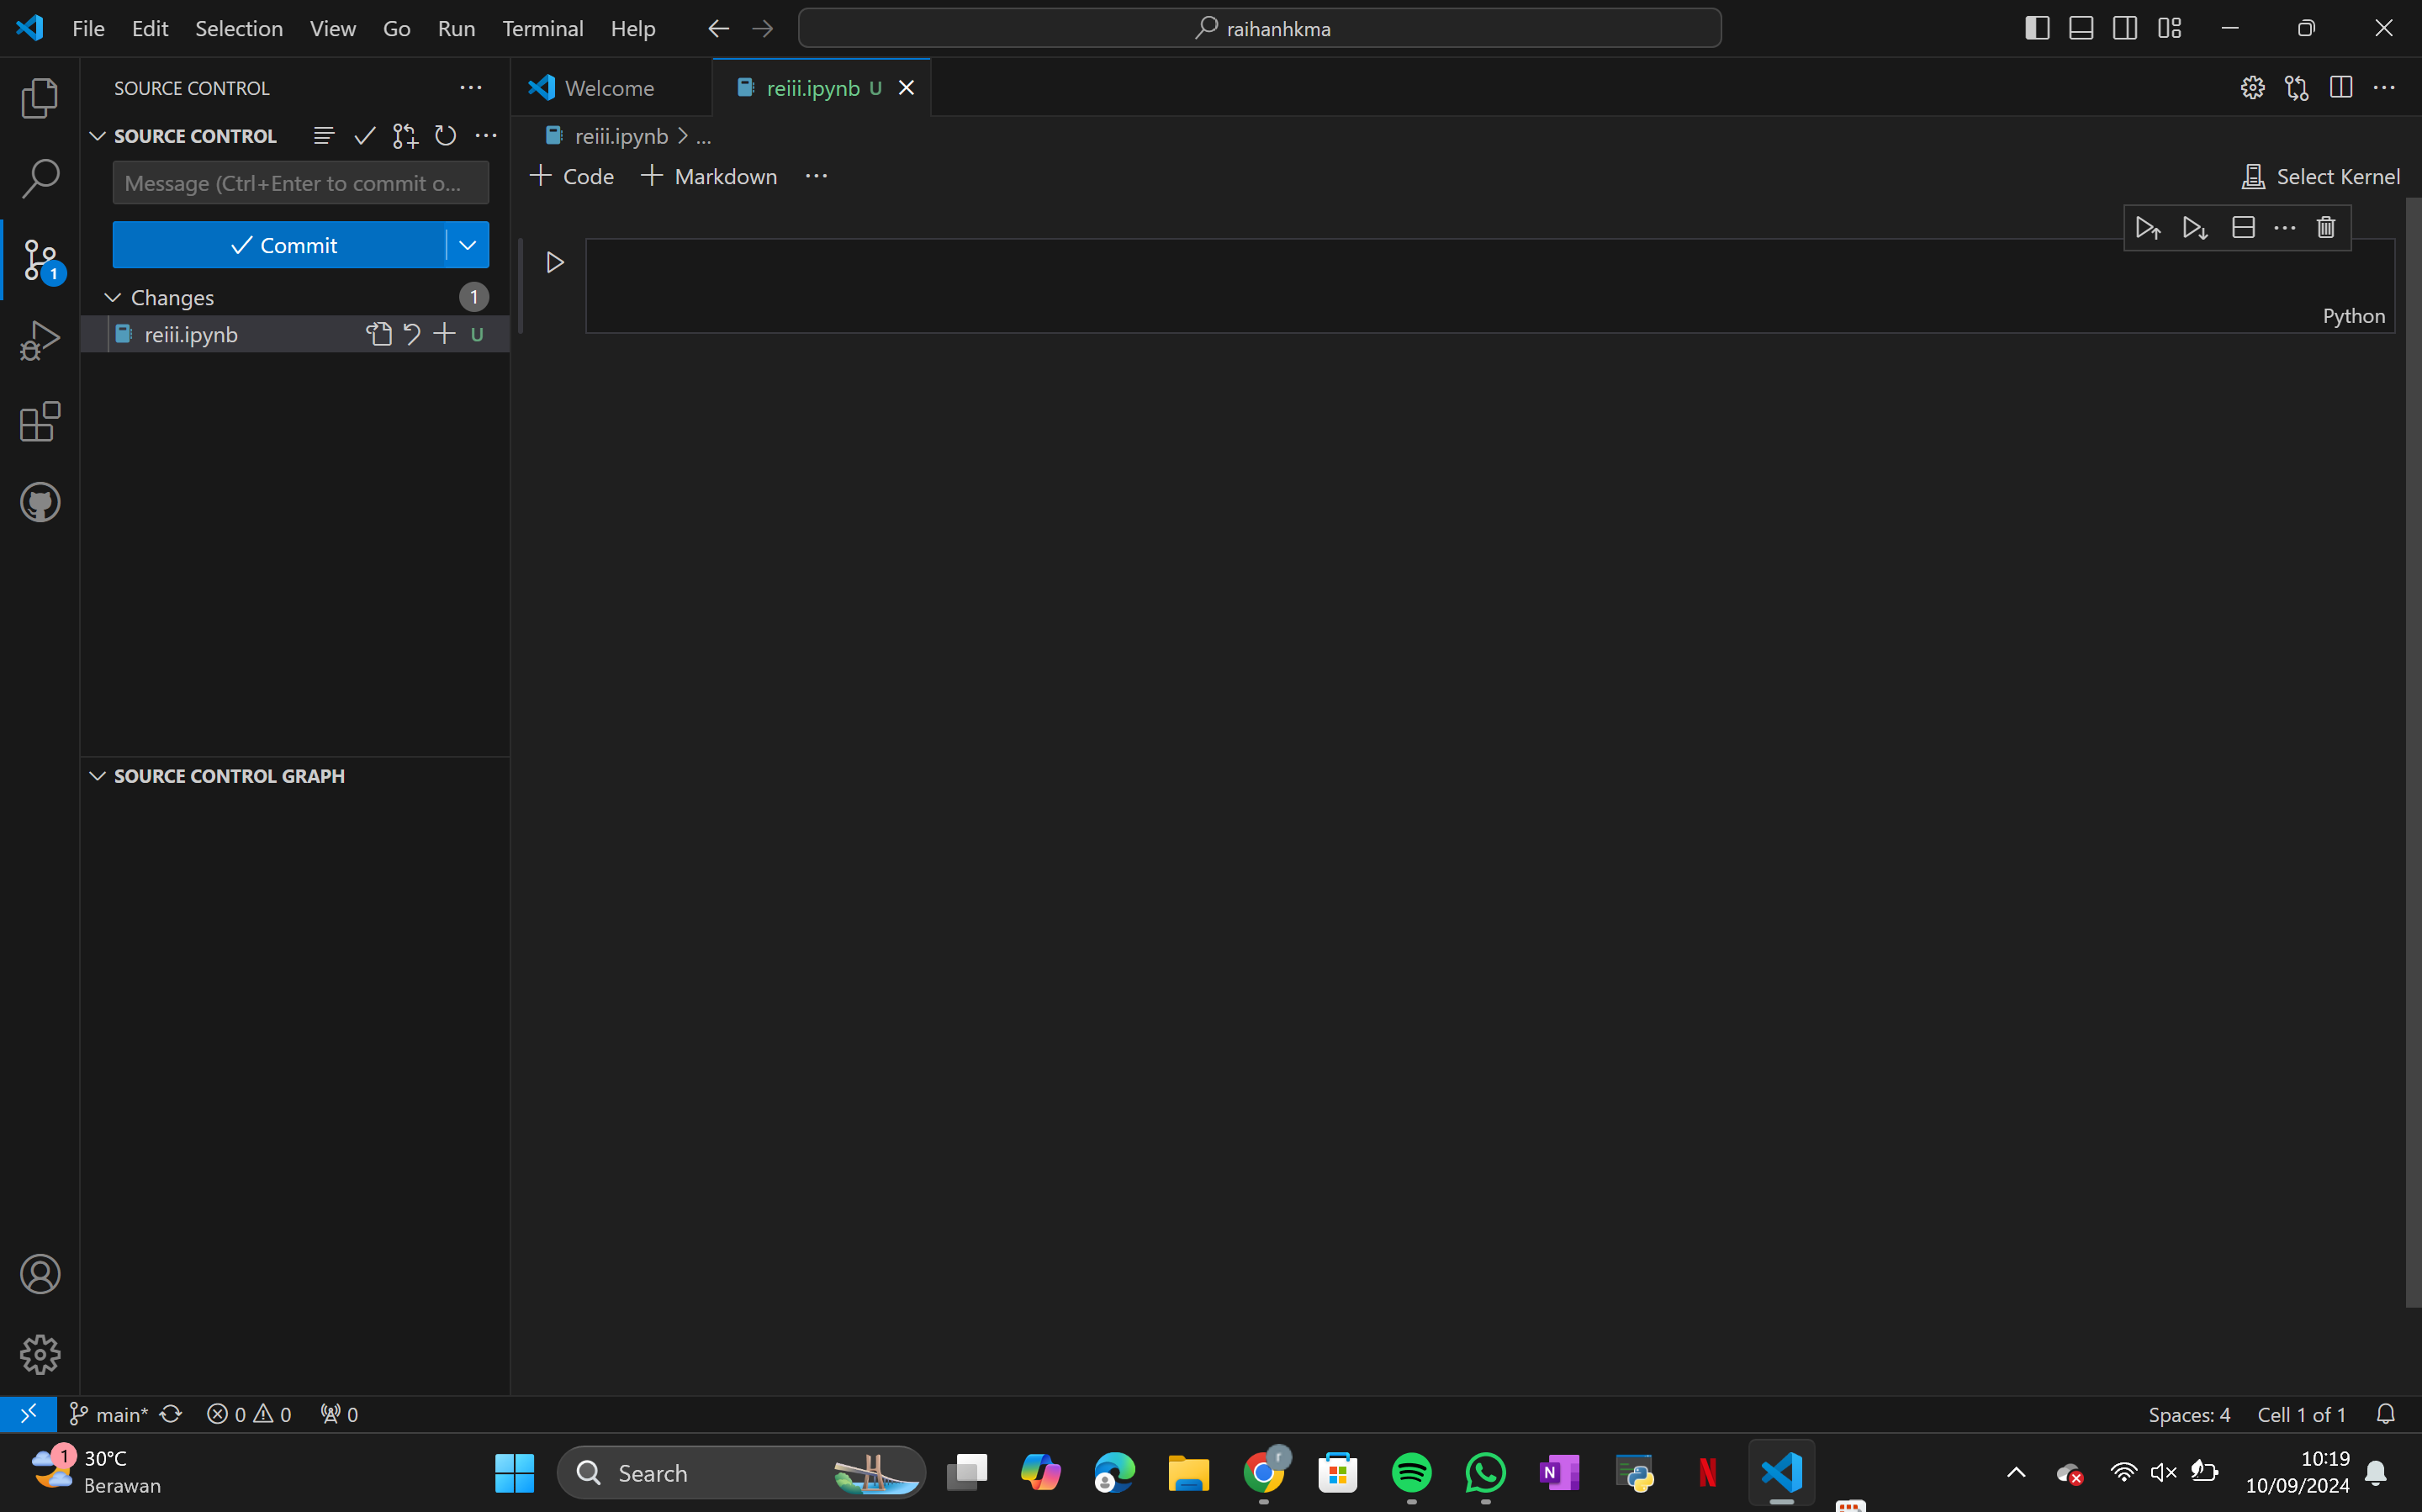 File Edit Selection View Go Run Terminal Help
raihanhkma
SOURCE CONTROL
Welcome
reiii.ipynb U
SOURCE CONTROL
reiii.ipynb > ...
Message (Ctrl+Enter to commit o...
Code
Markdown
Select Kernel
Commit
Changes
1
1
reiii.ipynb
U
Python
SOURCE CONTROL GRAPH
main*
0
0
0
Spaces: 4
Cell 1 of 1
1
30°C
Berawan
Search
r
N
N
10:19
10/09/2024